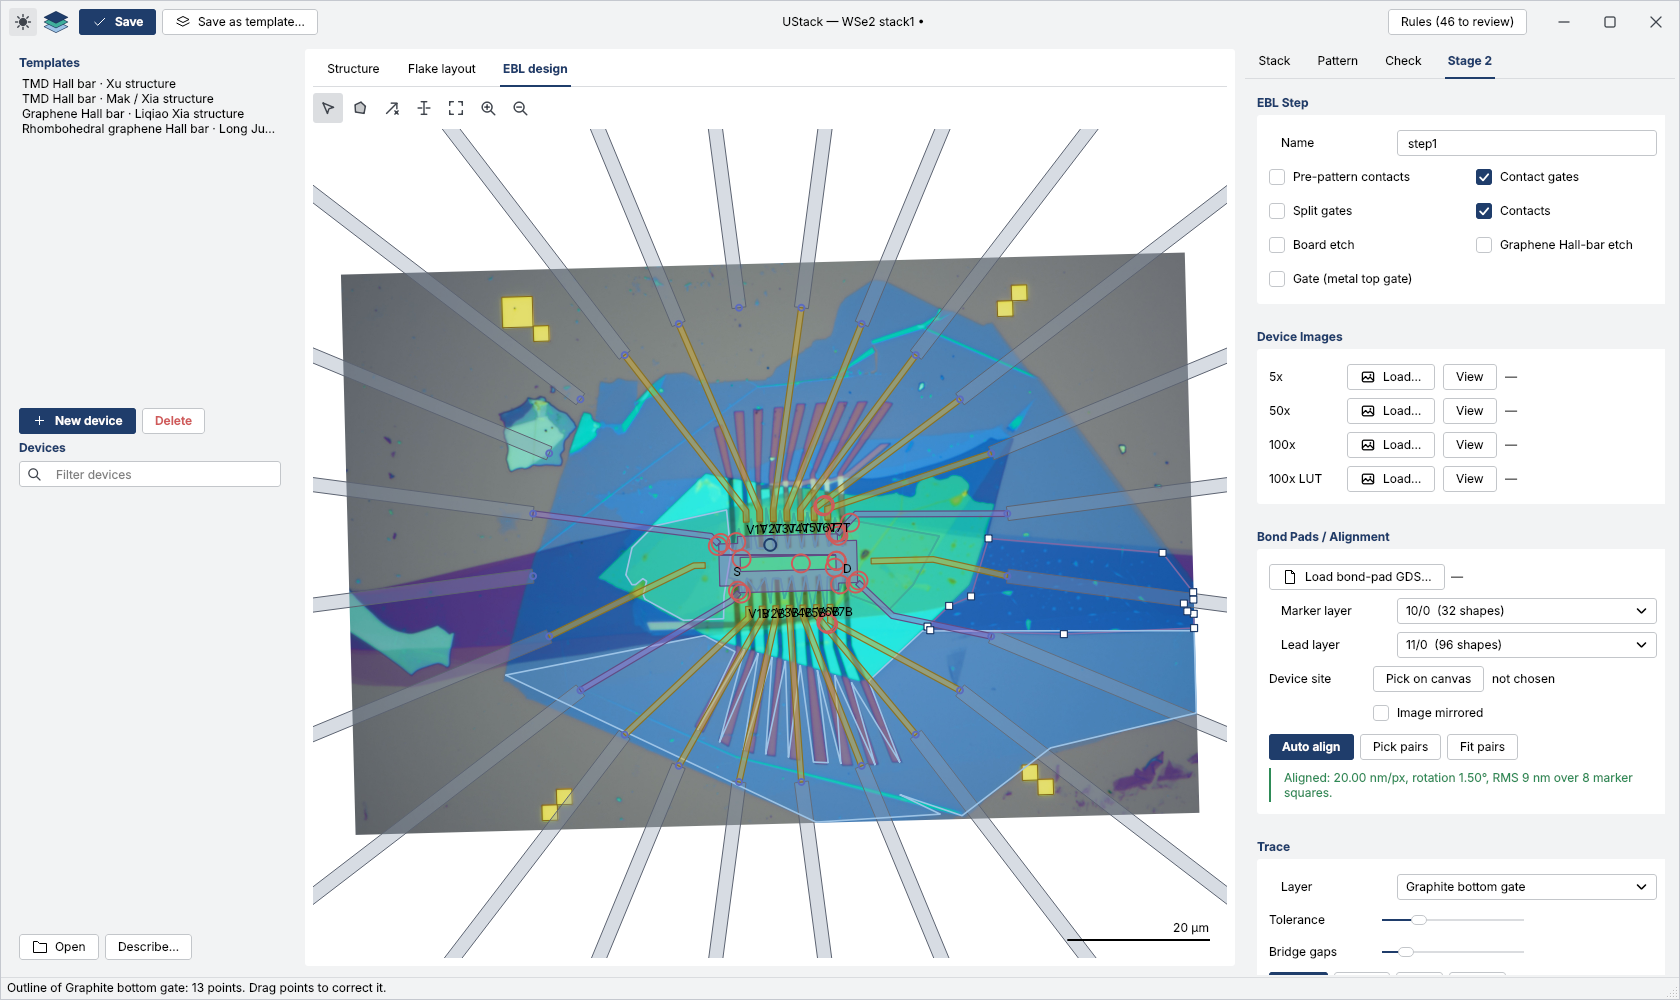 Save
Save as template...
UStack — WSe2 stack1 •
Rules (46 to review)
Templates
TMD Hall bar · Xu structure
TMD Hall bar · Mak / Xia structure
Graphene Hall bar · Liqiao Xia structure
Rhombohedral graphene Hall bar · Long Ju...
New device
Delete
Devices
Filter devices
Open
Describe...
Structure
Flake layout
EBL design
S
D
20 µm
Stack
Pattern
Check
Stage 2
EBL Step
Name
step1
Pre-pattern contacts
Contact gates
Split gates
Contacts
Board etch
Graphene Hall-bar etch
Gate (metal top gate)
Device Images
5x
Load...
View
—
50x
Load...
View
—
100x
Load...
View
—
100x LUT
Load...
View
—
Bond Pads / Alignment
Load bond-pad GDS...
—
Marker layer
10/0 (32 shapes)
Lead layer
11/0 (96 shapes)
Device site
Pick on canvas
not chosen
Image mirrored
Auto align
Pick pairs
Fit pairs
Aligned: 20.00 nm/px, rotation 1.50°, RMS 9 nm over 8 marker
squares.
Trace
Layer
Graphite bottom gate
Tolerance
Bridge gaps
Outline of Graphite bottom gate: 13 points. Drag points to correct it.